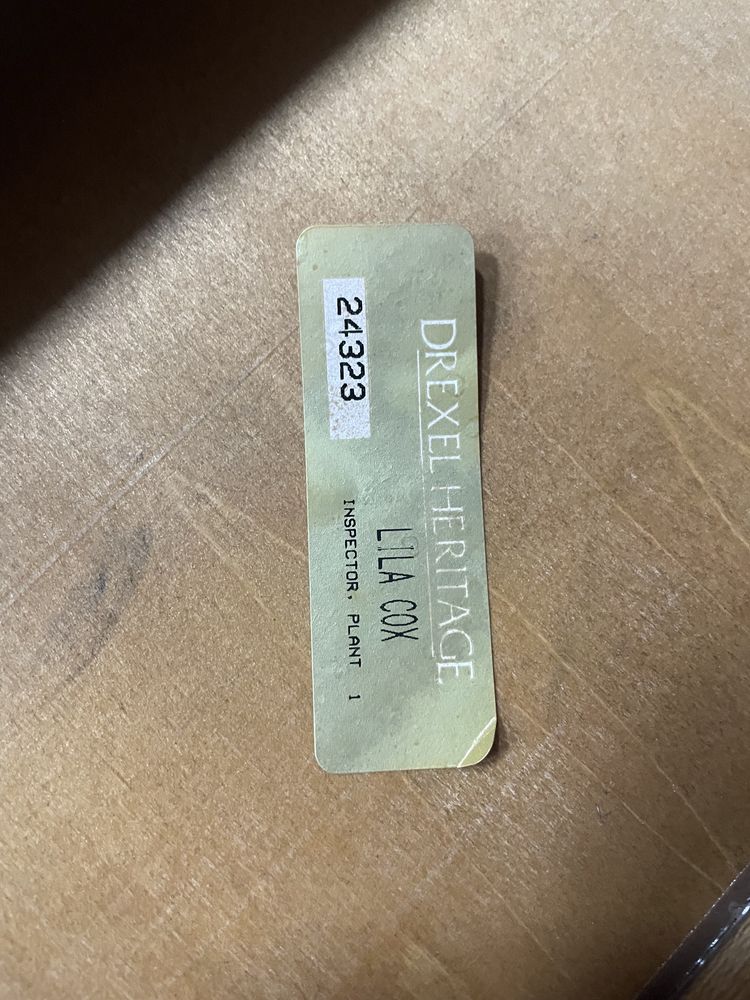 DREXEL HERITAGE
24323
LILA COX
INSPECTOR, PLANT 1